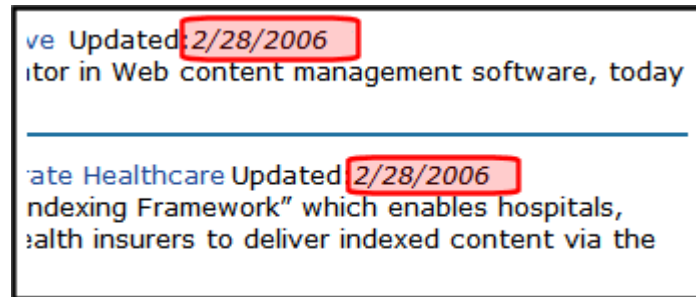 ve Updated:2/28/2006
tor in Web content management software, today
rate Healthcare Updated:2/28/2006
ndexing Framework” which enables hospitals,
ealth insurers to deliver indexed content via the